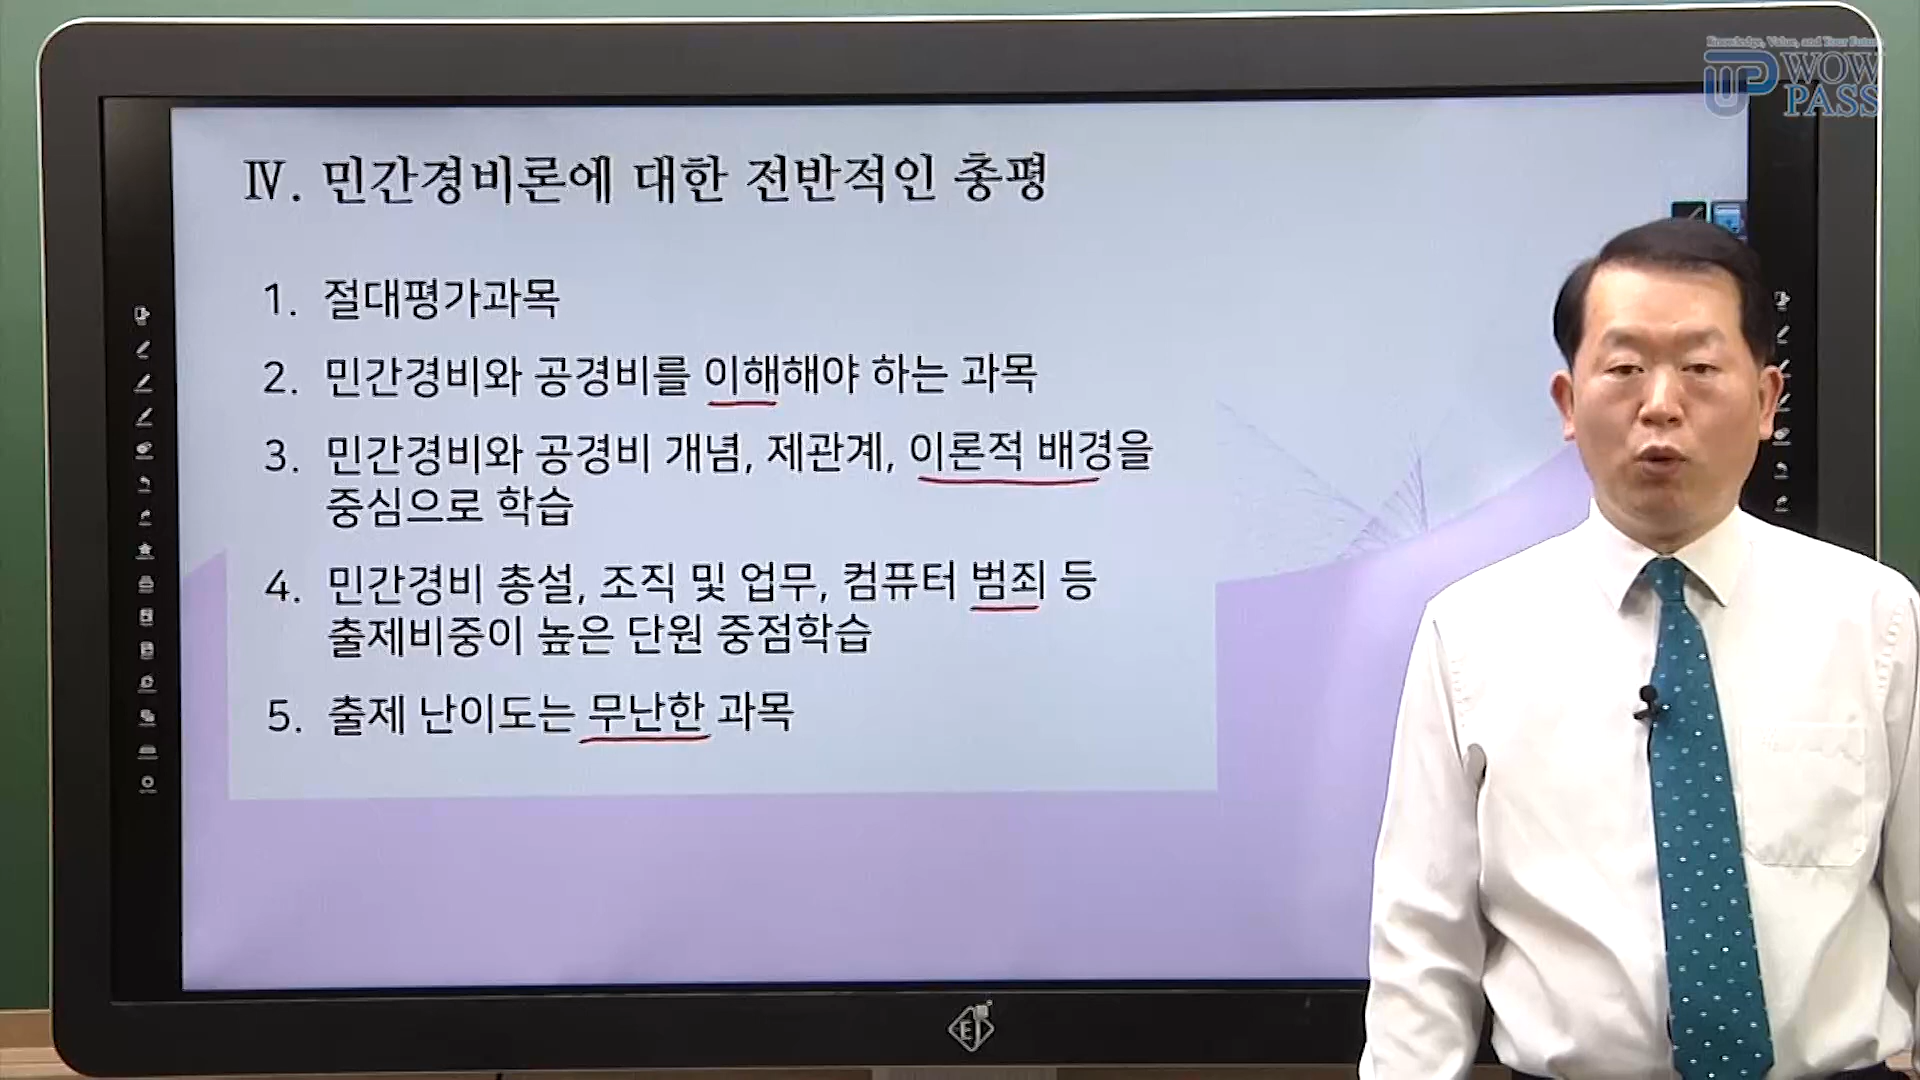 Knowledge, Value, and Your Future
WOW
PASS
Ⅳ. 민간경비론에 대한 전반적인 총평
1. 절대평가과목
2. 민간경비와 공경비를 이해해야 하는 과목
3. 민간경비와 공경비 개념, 제관계, 이론적 배경을
중심으로 학습
4. 민간경비 총설, 조직 및 업무, 컴퓨터 범죄 등
출제비중이 높은 단원 중점학습
5. 출제 난이도는 무난한 과목